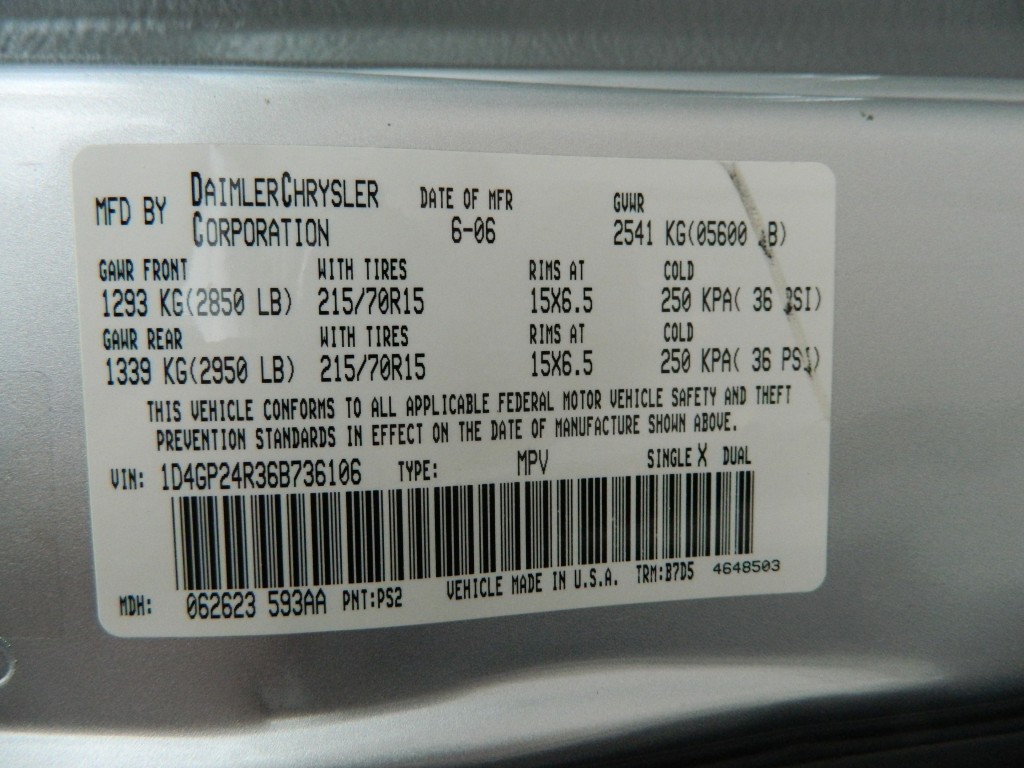 MFD BY DAIMLERCHRYSLER CORPORATION DATE OF MFR 6-06 GVWR 2541 KG(05600 LB)
GAWR FRONT WITH TIRES RIMS AT COLD
1293 KG(2850 LB) 215/70R15 15X6.5 250 KPA( 36 PSI)
GAWR REAR WITH TIRES RIMS AT COLD
1339 KG(2950 LB) 215/70R15 15X6.5 250 KPA( 36 PSI)
THIS VEHICLE CONFORMS TO ALL APPLICABLE FEDERAL MOTOR VEHICLE SAFETY AND THEFT
PREVENTION STANDARDS IN EFFECT ON THE DATE OF MANUFACTURE SHOWN ABOVE.
VIN: 1D4GP24R36B736106 TYPE: MPV SINGLE X DUAL
MDH: 062623 593AA PNT:PS2 VEHICLE MADE IN U.S.A. TRM:B7D5 4648503